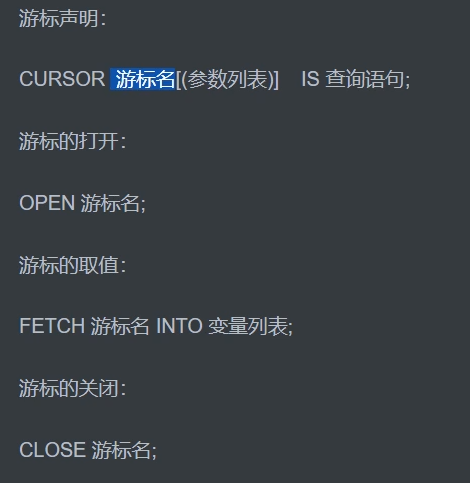 游标声明：
CURSOR 游标名[(参数列表)] IS 查询语句;
游标的打开：
OPEN 游标名;
游标的取值：
FETCH 游标名 INTO 变量列表;
游标的关闭：
CLOSE 游标名;